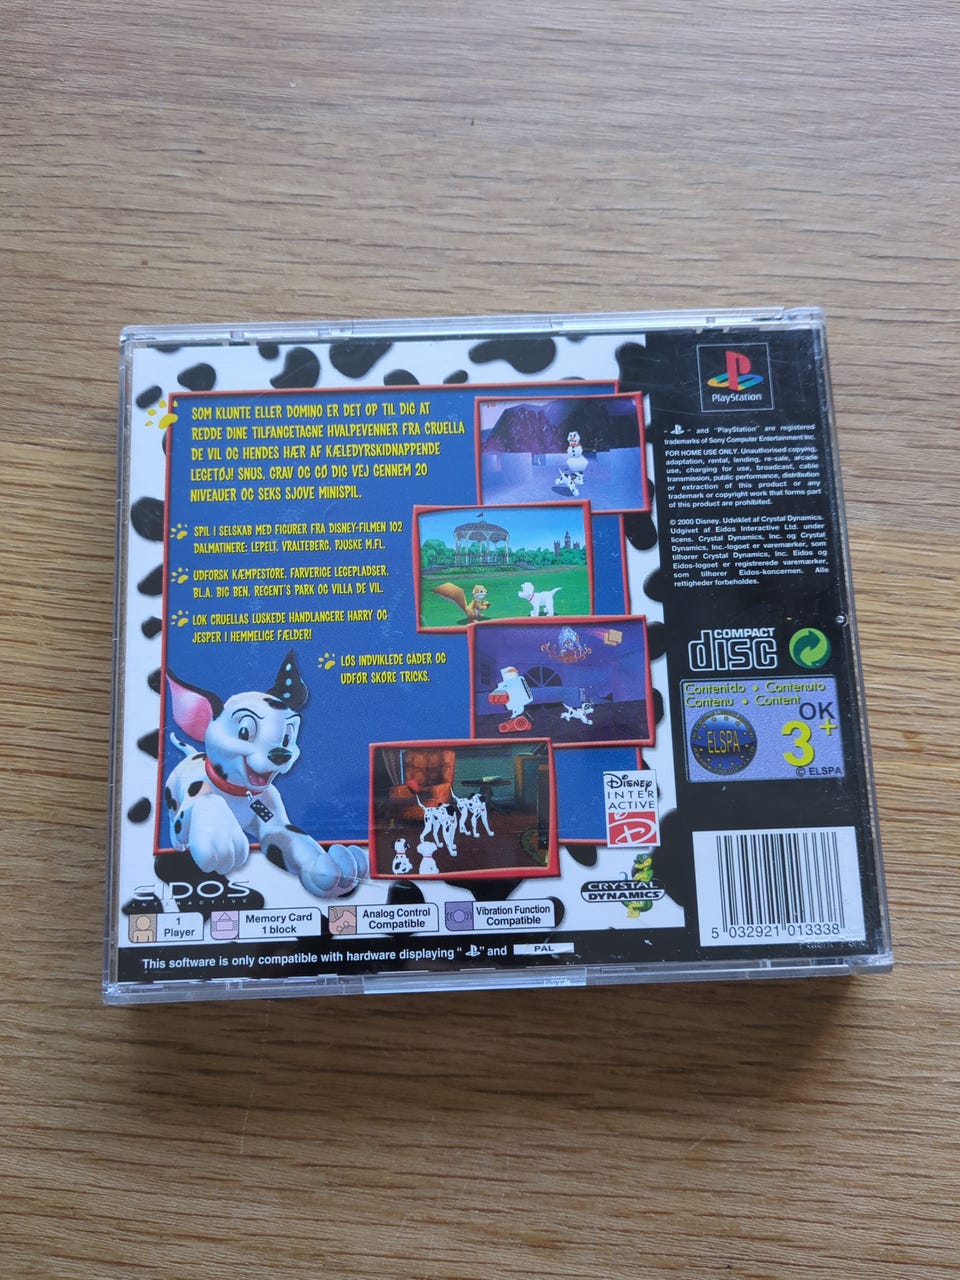 SOM KLUNTE ELLER DOMINO ER DET OP TIL DIG AT
REDDE DINE TILFANGETAGNE HVALPEVENNER FRA CRUELLA
DE VIL OG HENDES HÆR AF KÆLEDYRSKIDNAPPENDE
LEGETØJ! SNUS, GRAV OG GØ DIG VEJ GENNEM 20
NIVEAUER OG SEKS SJOVE MINISPIL.
SPIL I SELSKAB MED FIGURER FRA DISNEY-FILMEN 102
DALMATINERE: LEPELT, VRALTEBERG, PJUSKE M.FL.
UDFORSK KÆMPESTORE, FARVERIGE LEGEPLADSER,
BL.A. BIG BEN, REGENT'S PARK OG VILLA DE VIL.
LOK CRUELLAS LUSKEDE HÅNDLANGERE HARRY OG
JESPER I HEMMELIGE FÆLDER!
LØS INDVIKLEDE GÅDER OG
UDFØR SKØRE TRICKS.
PlayStation
" " and "PlayStation" are registered
trademarks of Sony Computer Entertainment Inc.
FOR HOME USE ONLY. Unauthorised copying,
adaptation, rental, lending, re-sale, arcade
use, charging for use, broadcast, cable
transmission, public performance, distribution
or extraction of this product or any
trademark or copyright work that forms part
of this product are prohibited.
© 2000 Disney. Udviklet af Crystal Dynamics.
Udgivet af Eidos Interactive Ltd. under
licens. Crystal Dynamics, Inc. og Crystal
Dynamics, Inc.-logoet er varemærker, som
tilhører Crystal Dynamics, Inc. Eidos og
Eidos-logoet er registrerede varemærker,
som tilhører Eidos-koncernen. Alle
rettigheder forbeholdes.
COMPACT
disc
Contenido • Contenuto
Contenu • Content
OK
ELSPA
3+
© ELSPA
DISNEY
INTER
ACTIVE
D
EIDOS
INTERACTIVE
CRYSTAL
DYNAMICS
1
Player
Memory Card
1 block
Analog Control
Compatible
Vibration Function
Compatible
This software is only compatible with hardware displaying " " and PAL
5 032921 013338